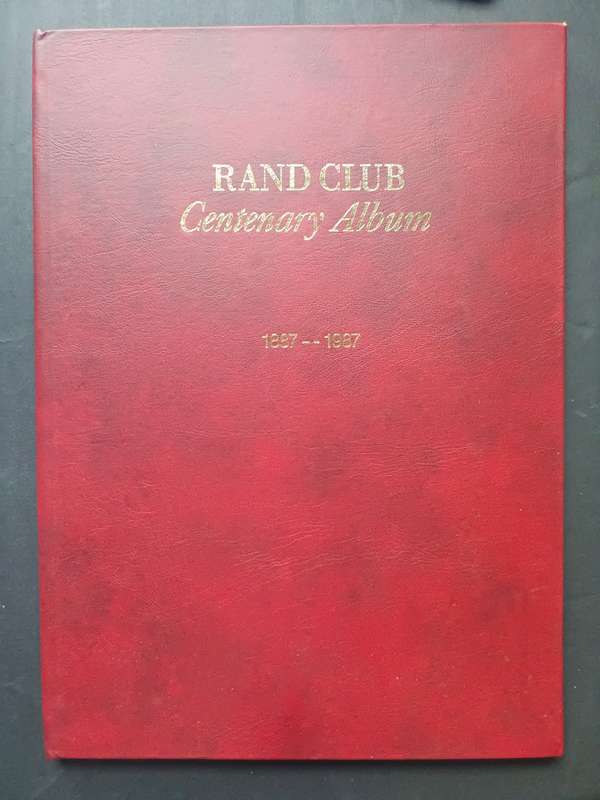 RAND CLUB
Centenary Album
1887 -- 1987